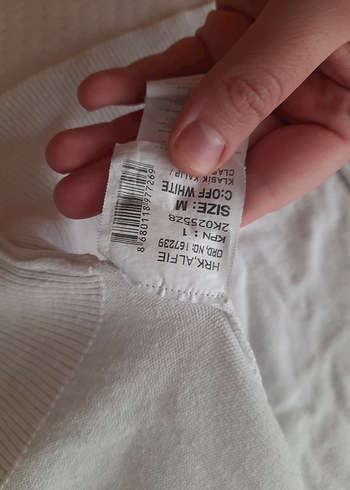 HRK,ALFIE
ORD,NO: 167239
KPN : 1
2K025528
SIZE: M
C:OFF WHITE
KLASIK KALIP /
8 680118 977269